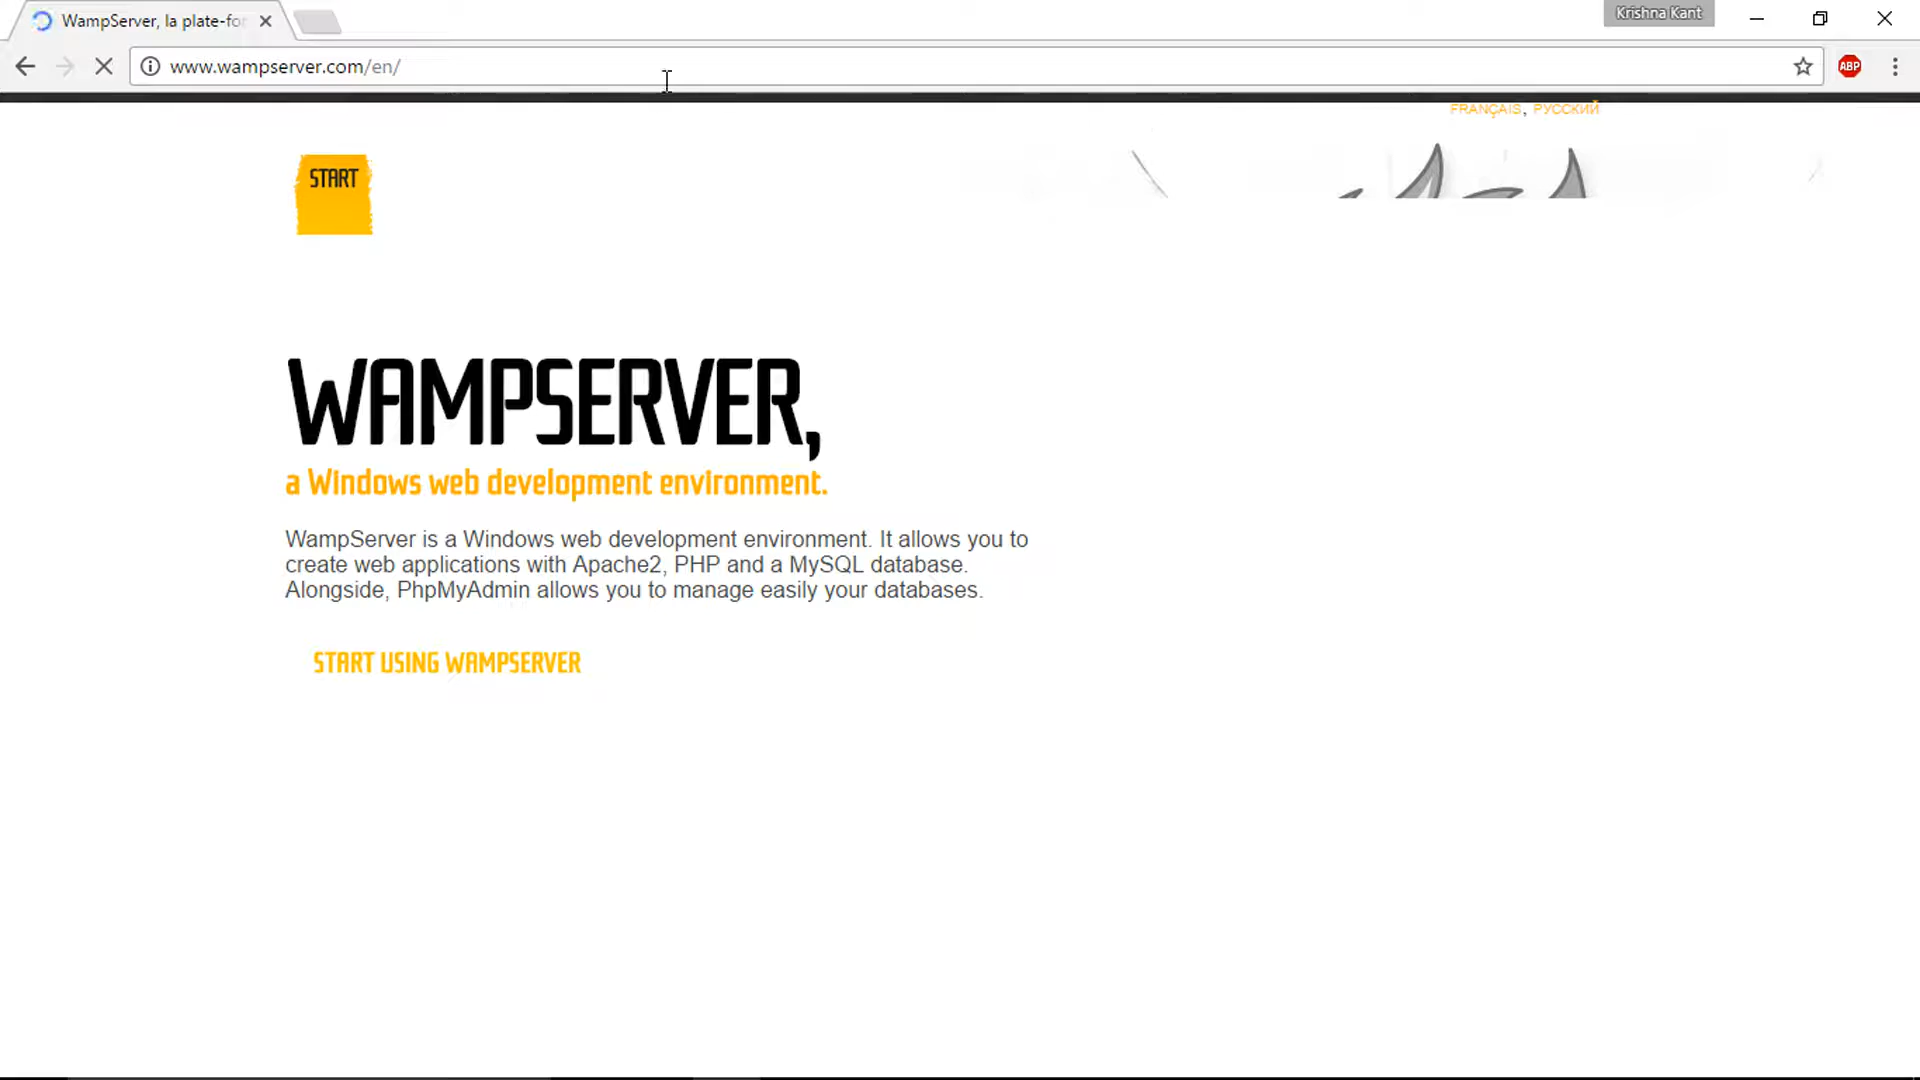 WampServer, la plate-for
Krishna Kant
www.wampserver.com/en/
ABP
FRANÇAIS, РУССКИЙ
START
WAMPSERVER,
a Windows web development environment.
WampServer is a Windows web development environment. It allows you to
create web applications with Apache2, PHP and a MySQL database.
Alongside, PhpMyAdmin allows you to manage easily your databases.
START USING WAMPSERVER